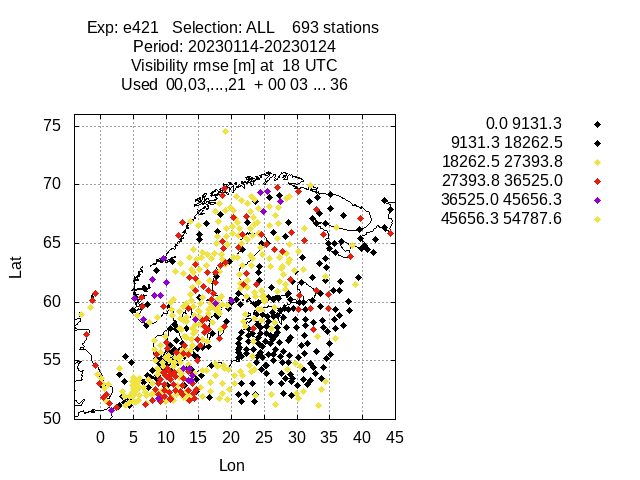 Exp: e421   Selection: ALL    693 stations
Period: 20230114-20230124
Visibility rmse [m] at  18 UTC
Used  00,03,...,21  + 00 03 ... 36
75
70
65
60
55
50
Lat
0 5 10 15 20 25 30 35 40 45
Lon
0.0 9131.3
9131.3 18262.5
18262.5 27393.8
27393.8 36525.0
36525.0 45656.3
45656.3 54787.6